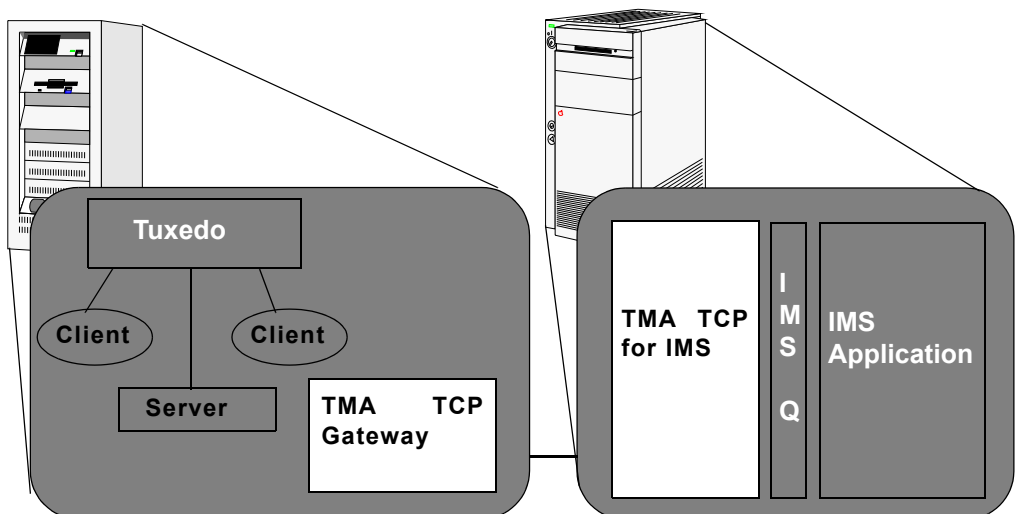 Tuxedo
Client
Client
Server
TMA TCP
Gateway
TMA TCP
for IMS
I
M
S
Q
IMS
Application